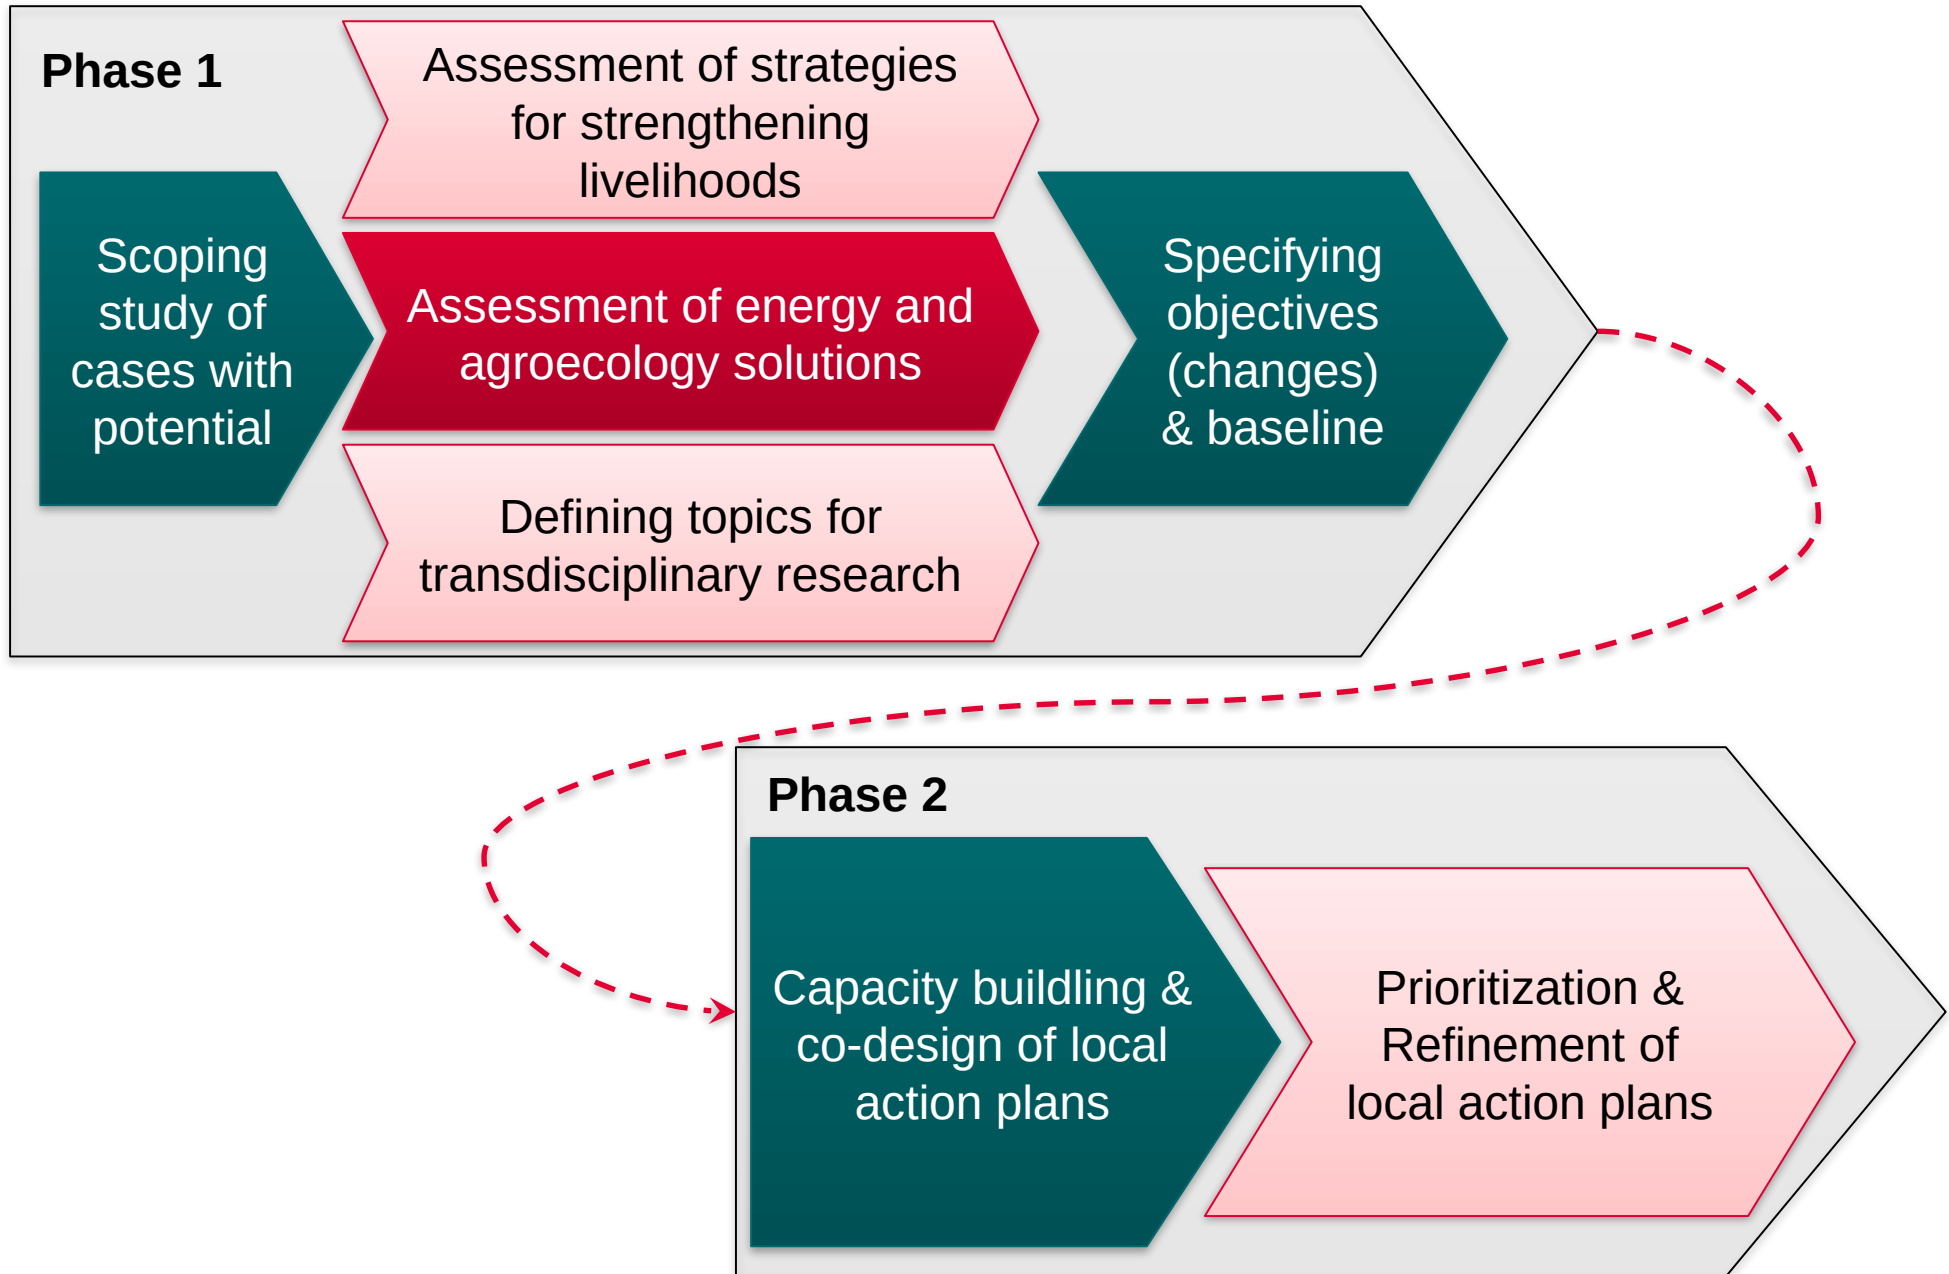 Phase 1
Assessment of strategies
for strengthening
livelihoods
Scoping
study of
cases with
potential
Assessment of energy and
agroecology solutions
Specifying
objectives
(changes)
& baseline
Defining topics for
transdisciplinary research
Phase 2
Capacity buildling &
co-design of local
action plans
Prioritization &
Refinement of
local action plans